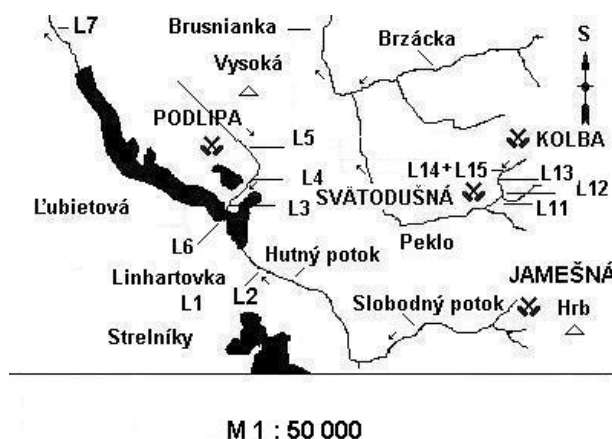 L7
Brusnianka
Brzácka
S
Vysoká
PODLIPA
L5
KOLBA
L14+L15
L13
L4
SVÄTODUŠNÁ
L12
L3
L11
Ľubietová
L6
Peklo
Hutný potok
Linhartovka
L1
L2
JAMEŠNÁ
Slobodný potok
Hrb
Strelníky
M 1 : 50 000